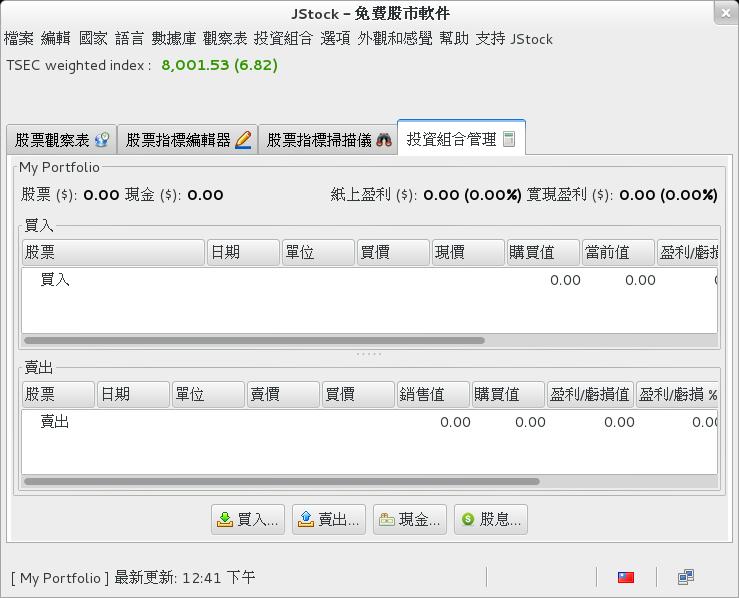 JStock – 免費股市軟件
檔案 編輯 國家 語言 數據庫 觀察表 投資組合 選項 外觀和感覺 幫助 支持 JStock
TSEC weighted index : 8,001.53 (6.82)
股票觀察表 股票指標編輯器 股票指標掃描儀 投資組合管理
My Portfolio
股票 ($): 0.00 現金 ($): 0.00 紙上盈利 ($): 0.00 (0.00%) 實現盈利 ($): 0.00 (0.00%)
買入
股票 日期 單位 買價 現價 購買值 當前值 盈利/虧損
買入 0.00 0.00
賣出
股票 日期 單位 賣價 買價 銷售值 購買值 盈利/虧損值 盈利/虧損 %
賣出 0.00 0.00 0.00 0.00
買入... 賣出... 現金... 股息...
[ My Portfolio ] 最新更新: 12:41 下午